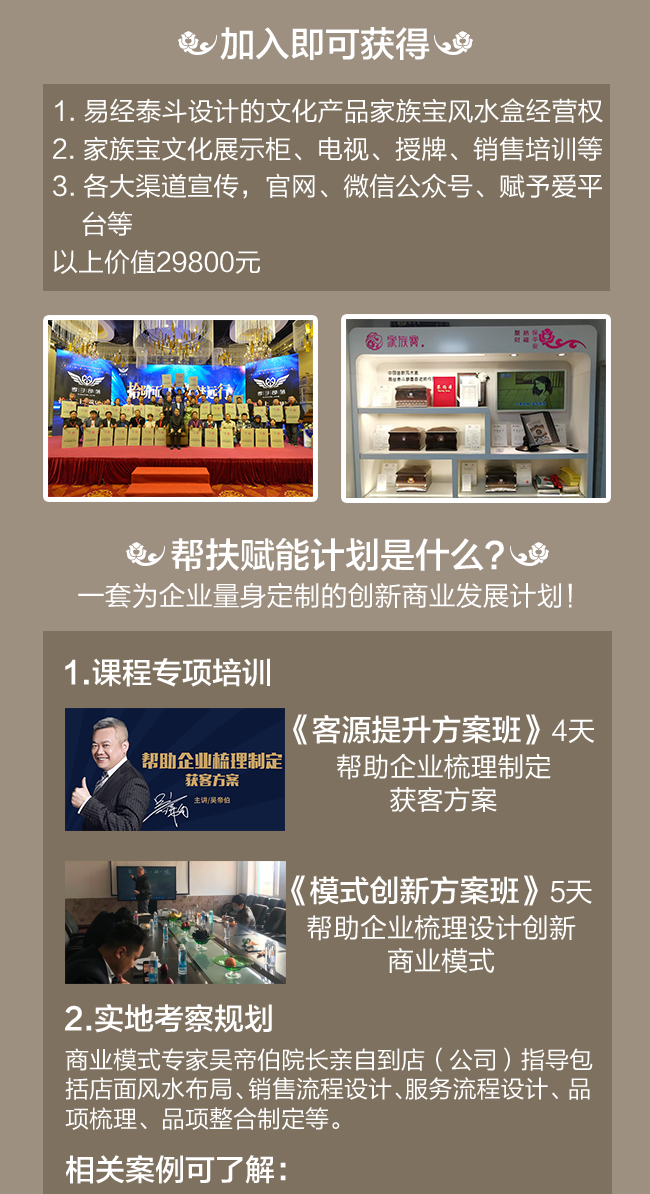 加入即可获得
1. 易经泰斗设计的文化产品家族宝风水盒经营权
2. 家族宝文化展示柜、电视、授牌、销售培训等
3. 各大渠道宣传，官网、微信公众号、赋予爱平
台等
以上价值29800元
家族寶
帮扶赋能计划是什么?
一套为企业量身定制的创新商业发展计划!
1.课程专项培训
帮助企业梳理制定
获客方案
主讲/吴帝伯
《客源提升方案班》4天
帮助企业梳理制定
获客方案
《模式创新方案班》5天
帮助企业梳理设计创新
商业模式
2.实地考察规划
商业模式专家吴帝伯院长亲自到店（公司）指导包
括店面风水布局、销售流程设计、服务流程设计、品
项梳理、品项整合制定等。
相关案例可了解：